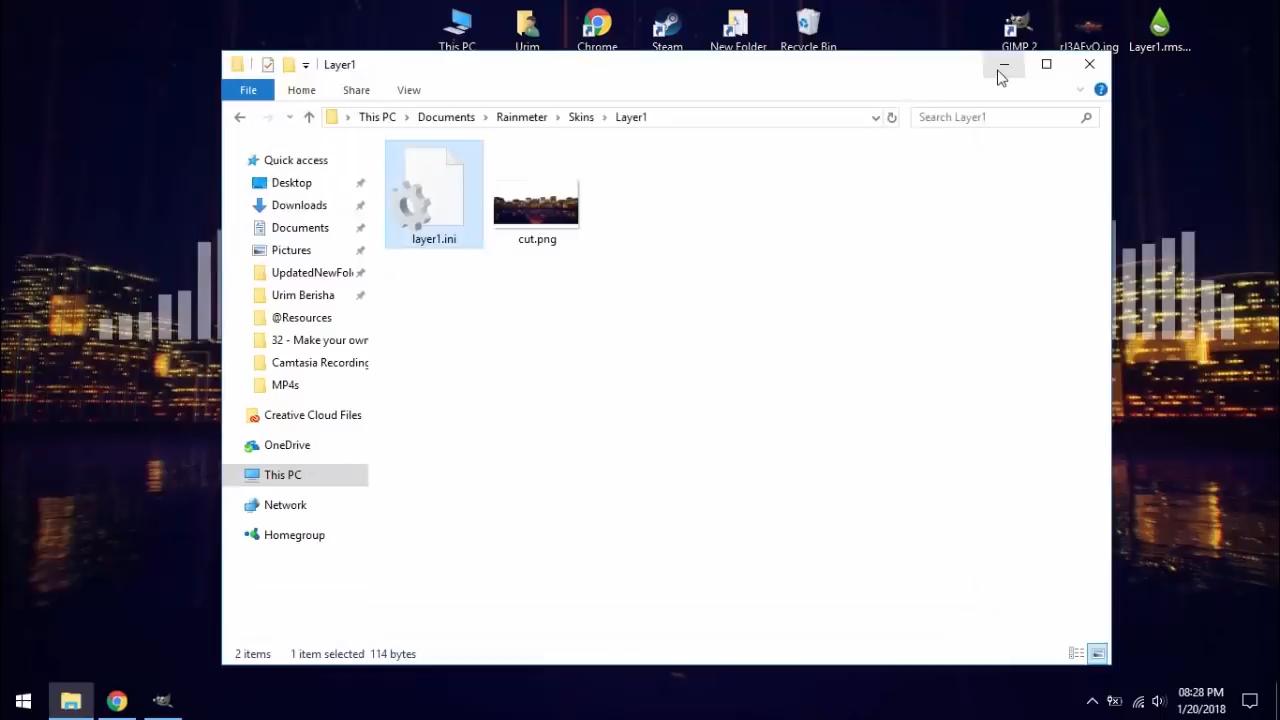 This PC
Urim
Chrome
Steam
New Folder
Recycle Bin
GIMP 2
Layer1.rms...
Layer1
File
Home
Share
View
This PC
Documents
Rainmeter
Skins
Layer1
Search Layer1
Quick access
Desktop
Downloads
Documents
Pictures
UpdatedNewFol
Urim Berisha
@Resources
32 - Make your own
Camtasia Recording
MP4s
Creative Cloud Files
OneDrive
This PC
Network
Homegroup
layer1.ini
cut.png
2 items
1 item selected 114 bytes
08:28 PM
1/20/2018